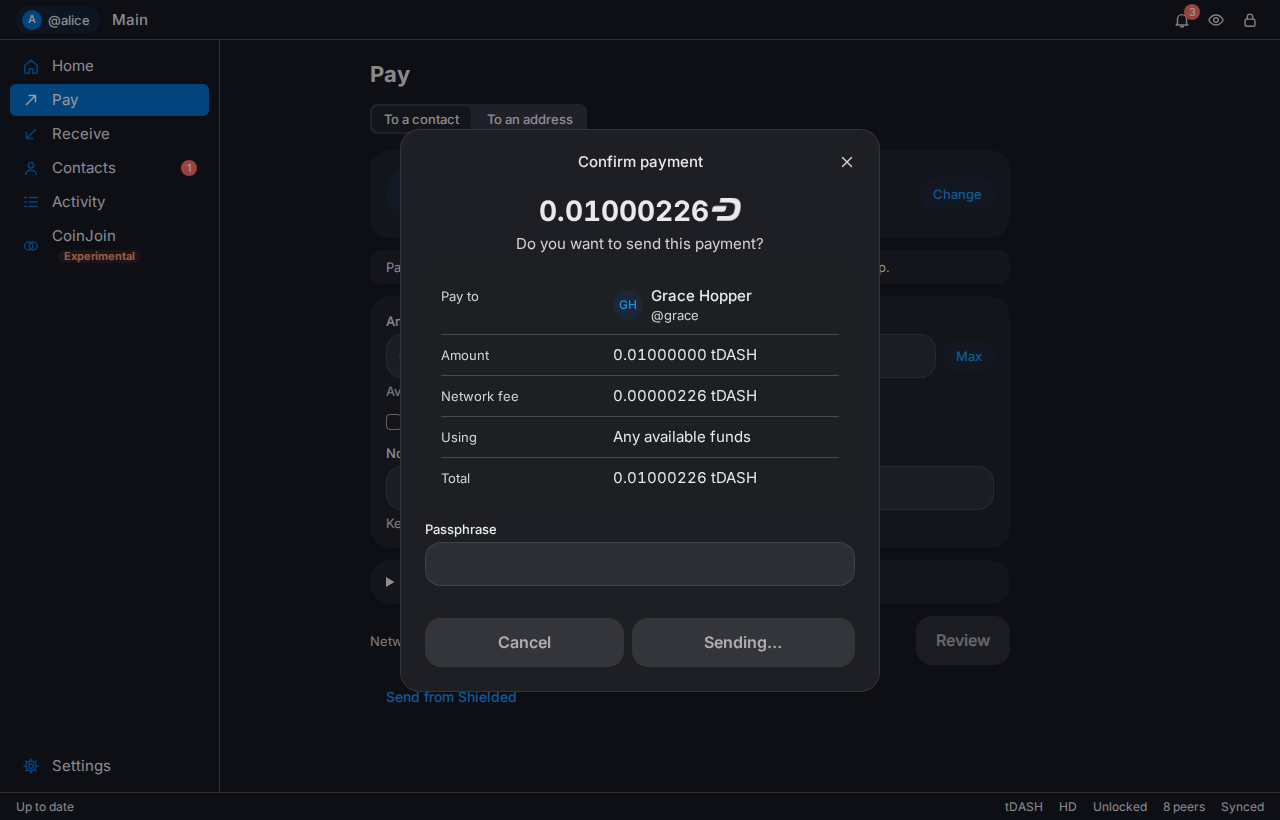 A @alice Main 3
Home
Pay
Receive
Contacts 1
Activity
CoinJoin
Experimental
Settings
Pay
To a contact To an address
Change
Confirm payment
0.01000226
Do you want to send this payment?
Pay to GH Grace Hopper
@grace
Amount 0.01000000 tDASH
Network fee 0.00000226 tDASH
Using Any available funds
Total 0.01000226 tDASH
Passphrase
Cancel Sending...
Max
Review
Send from Shielded
Up to date tDASH HD Unlocked 8 peers Synced